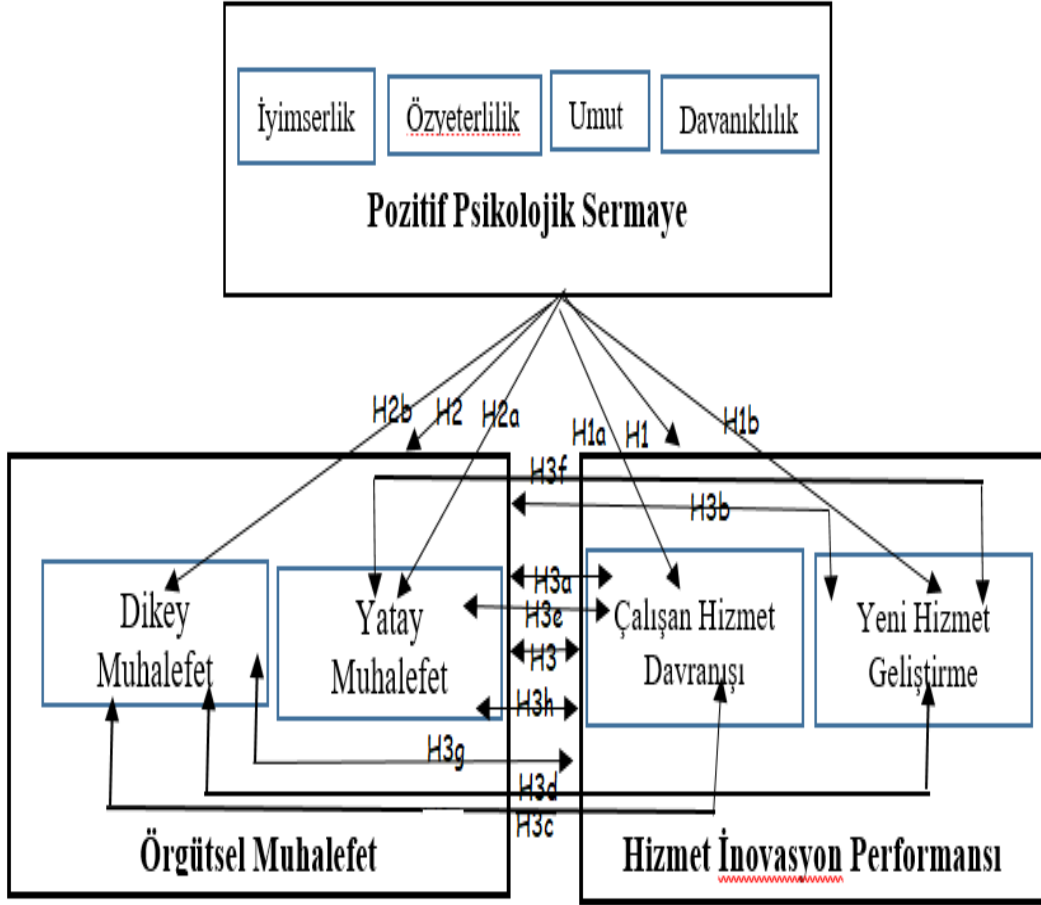 İyimserlik
Özyeterlilik
Umut
Davanıklılık
Pozitif Psikolojik Sermaye
H2b
H2
H2a
H1a
H1
H1b
H3f
H3b
H3a
H3e
H3
H3h
H3g
H3d
H3c
Dikey
Muhalefet
Yatay
Muhalefet
Çalışan Hizmet
Davranışı
Yeni Hizmet
Geliştirme
Örgütsel Muhalefet
Hizmet İnovasyon Performansı